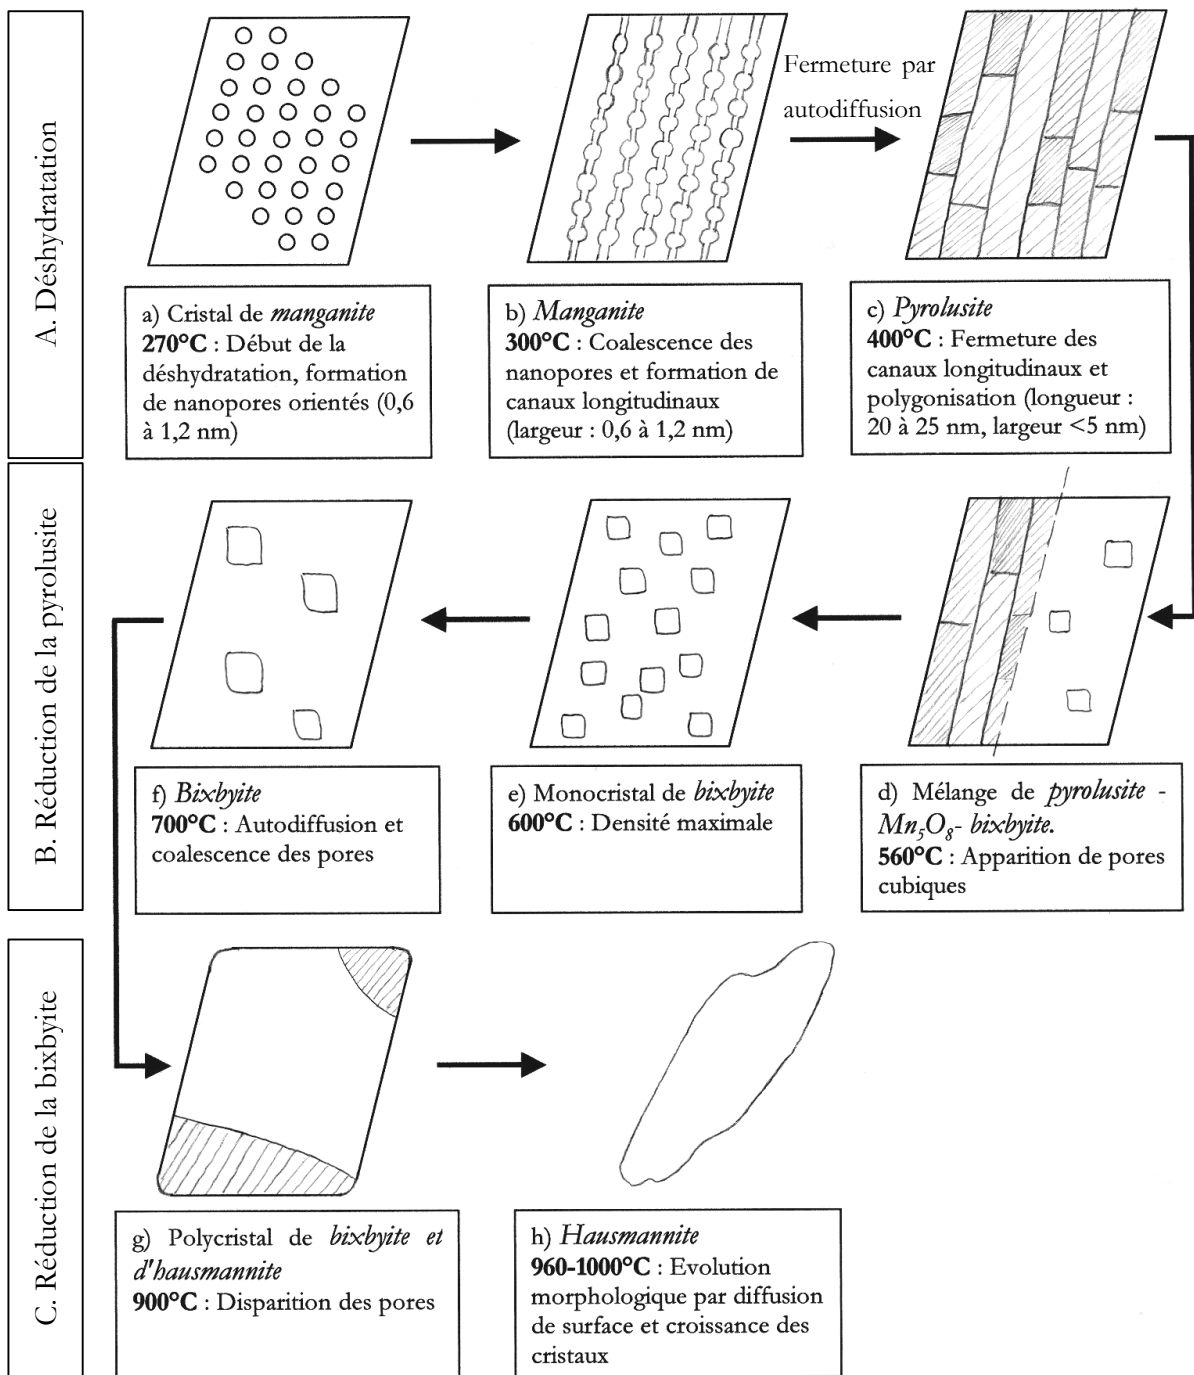 A. Déshydratation
Fermeture par
autodiffusion
a) Cristal de manganite
270°C : Début de la
déshydratation, formation
de nanopores orientés (0,6
à 1,2 nm)
b) Manganite
300°C : Coalescence des
nanopores et formation de
canaux longitudinaux
(largeur : 0,6 à 1,2 nm)
c) Pyrolusite
400°C : Fermeture des
canaux longitudinaux et
polygonisation (longueur :
20 à 25 nm, largeur <5 nm)
B. Réduction de la pyrolusite
f) Bixbyite
700°C : Autodiffusion et
coalescence des pores
e) Monocristal de bixbyite
600°C : Densité maximale
d) Mélange de pyrolusite -
Mn₅O₈- bixbyite.
560°C : Apparition de pores
cubiques
C. Réduction de la bixbyite
g) Polycristal de bixbyite et
d'hausmannite
900°C : Disparition des pores
h) Hausmannite
960-1000°C : Evolution
morphologique par diffusion
de surface et croissance des
cristaux